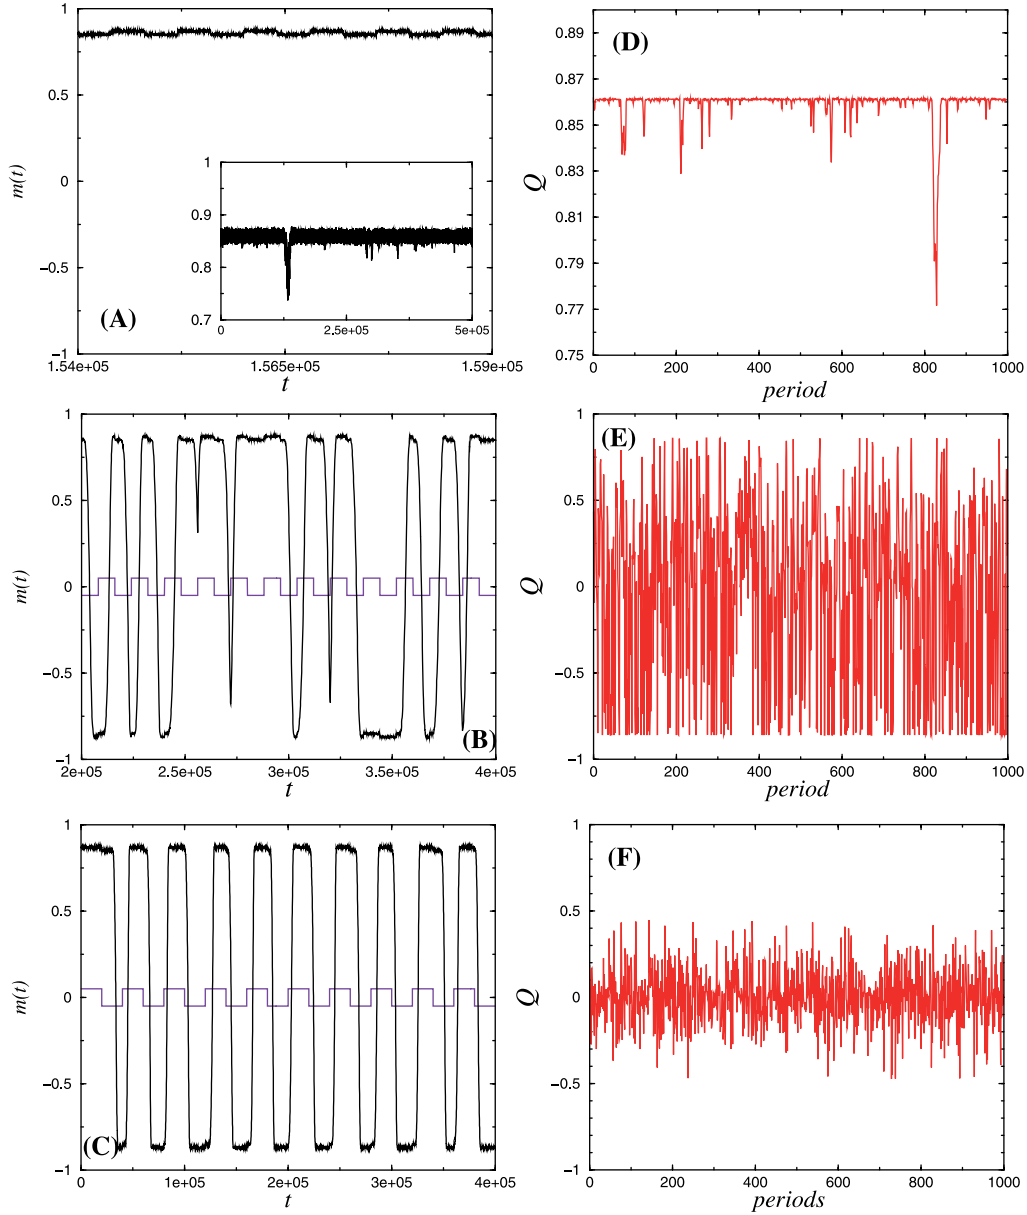 1
0.5
0
−0.5
−1
m(t)
(A)
1
0.9
0.8
0.7
0
2.5e+05
5e+05
1.54e+05
1.565e+05
1.59e+05
t
0.89
0.87
0.85
0.83
0.81
0.79
0.77
0.75
Q
(D)
0
200
400
600
800
1000
period
1
0.5
0
−0.5
−1
m(t)
(B)
2e+05
2.5e+05
3e+05
3.5e+05
4e+05
t
1
0.5
0
−0.5
−1
Q
(E)
0
200
400
600
800
1000
period
1
0.5
0
−0.5
−1
m(t)
(C)
0
1e+05
2e+05
3e+05
4e+05
t
1
0.5
0
−0.5
−1
Q
(F)
0
200
400
600
800
1000
periods